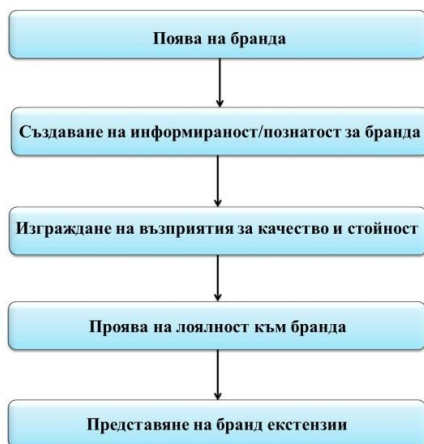 Поява на бранда
Създаване на информираност/познатост за бранда
Изграждане на възприятия за качество и стойност
Проява на лоялност към бранда
Представяне на бранд екстензии